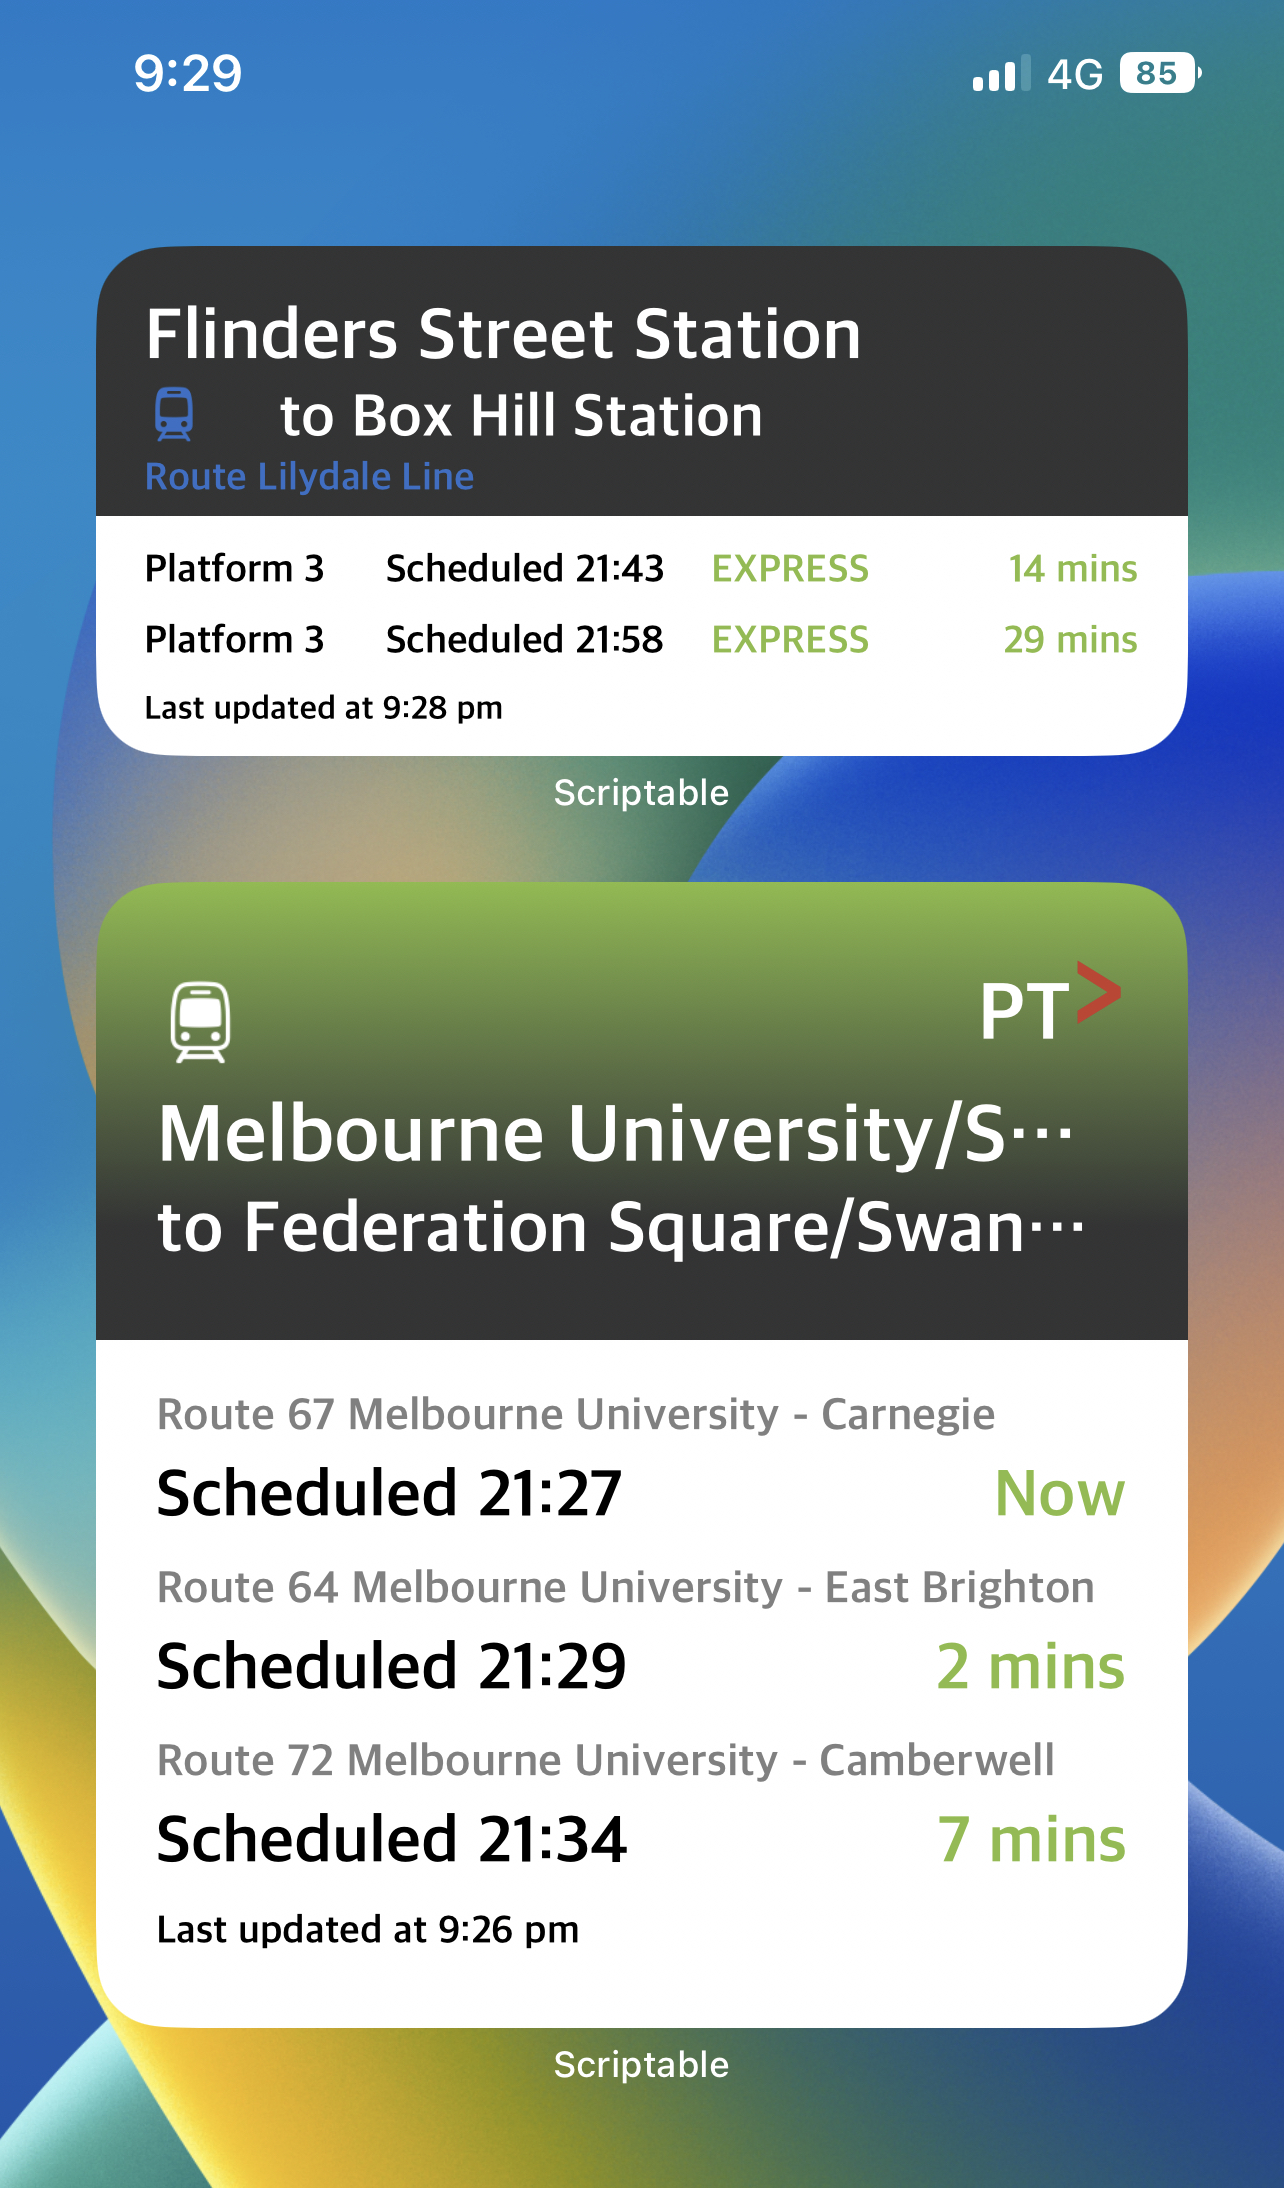 9:29 4G 85
Flinders Street Station
to Box Hill Station
Route Lilydale Line
Platform 3 Scheduled 21:43 EXPRESS 14 mins
Platform 3 Scheduled 21:58 EXPRESS 29 mins
Last updated at 9:28 pm
Scriptable
PT>
Melbourne University/S…
to Federation Square/Swan…
Route 67 Melbourne University - Carnegie
Scheduled 21:27 Now
Route 64 Melbourne University - East Brighton
Scheduled 21:29 2 mins
Route 72 Melbourne University - Camberwell
Scheduled 21:34 7 mins
Last updated at 9:26 pm
Scriptable